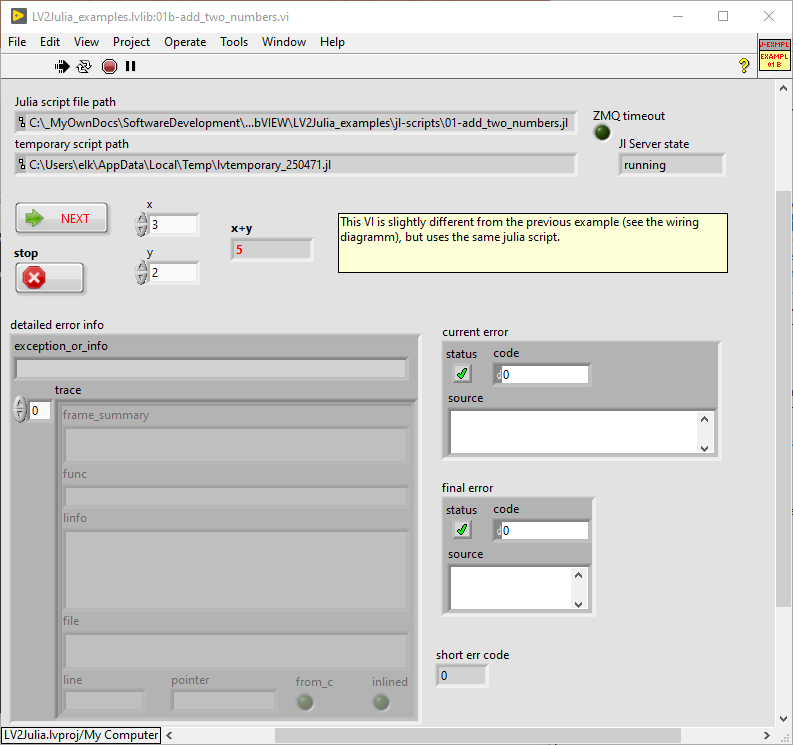 LV2Julia_examples.lvlib:01b-add_two_numbers.vi
File Edit View Project Operate Tools Window Help
J-EXMPL
EXAMPL
01 B
Julia script file path
C:\_MyOwnDocs\SoftwareDevelopment\...bVIEW\LV2Julia_examples\jl-scripts\01-add_two_numbers.jl
ZMQ timeout
temporary script path
Jl Server state
C:\Users\elk\AppData\Local\Temp\lvtemporary_250471.jl
running
NEXT
x
3
x+y
5
This VI is slightly different from the previous example (see the wiring
diagramm), but uses the same julia script.
stop
y
2
detailed error info
exception_or_info
trace
0
frame_summary
func
linfo
file
line
pointer
from_c
inlined
current error
status
code
d0
source
final error
status
code
d0
source
short err code
0
LV2Julia.lvproj/My Computer